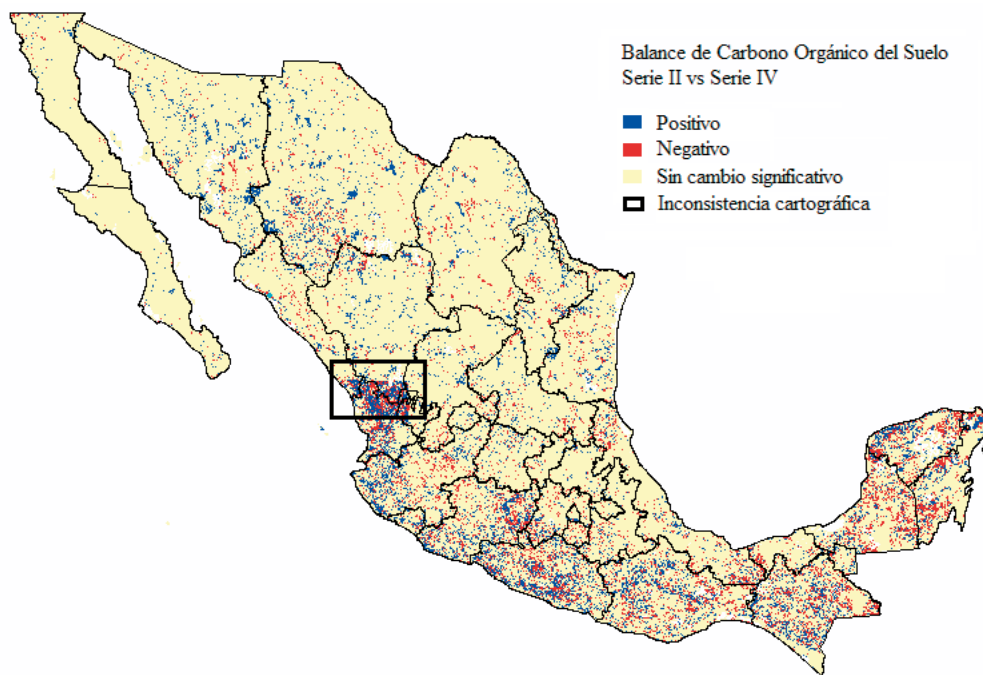 Balance de Carbono Orgánico del Suelo
Serie II vs Serie IV
Positivo
Negativo
Sin cambio significativo
Inconsistencia cartográfica